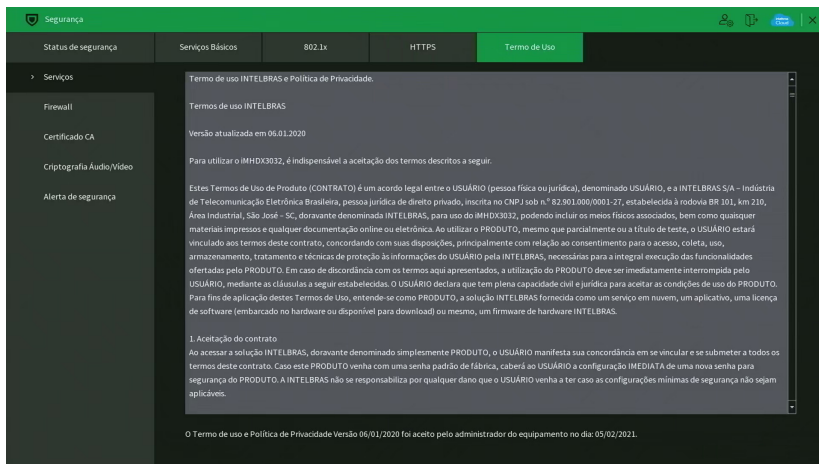 Segurança
Cloud
Status de segurança
Serviços Básicos
802.1x
HTTPS
Termo de Uso
Serviços
Firewall
Certificado CA
Criptografia Áudio/Vídeo
Alerta de segurança
Termo de uso INTELBRAS e Política de Privacidade.
Termos de uso INTELBRAS
Versão atualizada em 06.01.2020
Para utilizar o iMHDX3032, é indispensável a aceitação dos termos descritos a seguir.
Estes Termos de Uso de Produto (CONTRATO) é um acordo legal entre o USUÁRIO (pessoa física ou jurídica), denominado USUÁRIO, e a INTELBRAS S/A – Indústria
de Telecomunicação Eletrônica Brasileira, pessoa jurídica de direito privado, inscrita no CNPJ sob n.º 82.901.000/0001-27, estabelecida à rodovia BR 101, km 210,
Área Industrial, São José – SC, doravante denominada INTELBRAS, para uso do iMHDX3032, podendo incluir os meios físicos associados, bem como quaisquer
materiais impressos e qualquer documentação online ou eletrônica. Ao utilizar o PRODUTO, mesmo que parcialmente ou a título de teste, o USUÁRIO estará
vinculado aos termos deste contrato, concordando com suas disposições, principalmente com relação ao consentimento para o acesso, coleta, uso,
armazenamento, tratamento e técnicas de proteção às informações do USUÁRIO pela INTELBRAS, necessárias para a integral execução das funcionalidades
ofertadas pelo PRODUTO. Em caso de discordância com os termos aqui apresentados, a utilização do PRODUTO deve ser imediatamente interrompida pelo
USUÁRIO, mediante as cláusulas a seguir estabelecidas. O USUÁRIO declara que tem plena capacidade civil e jurídica para aceitar as condições de uso do PRODUTO.
Para fins de aplicação destes Termos de Uso, entende-se como PRODUTO, a solução INTELBRAS fornecida como um serviço em nuvem, um aplicativo, uma licença
de software (embarcado no hardware ou disponível para download) ou mesmo, um firmware de hardware INTELBRAS.
1. Aceitação do contrato
Ao acessar a solução INTELBRAS, doravante denominado simplesmente PRODUTO, o USUÁRIO manifesta sua concordância em se vincular e se submeter a todos os
termos deste contrato. Caso este PRODUTO venha com uma senha padrão de fábrica, caberá ao USUÁRIO a configuração IMEDIATA de uma nova senha para
segurança do PRODUTO. A INTELBRAS não se responsabiliza por qualquer dano que o USUÁRIO venha a ter caso as configurações mínimas de segurança não sejam
aplicáveis.
O Termo de uso e Política de Privacidade Versão 06/01/2020 foi aceito pelo administrador do equipamento no dia: 05/02/2021.